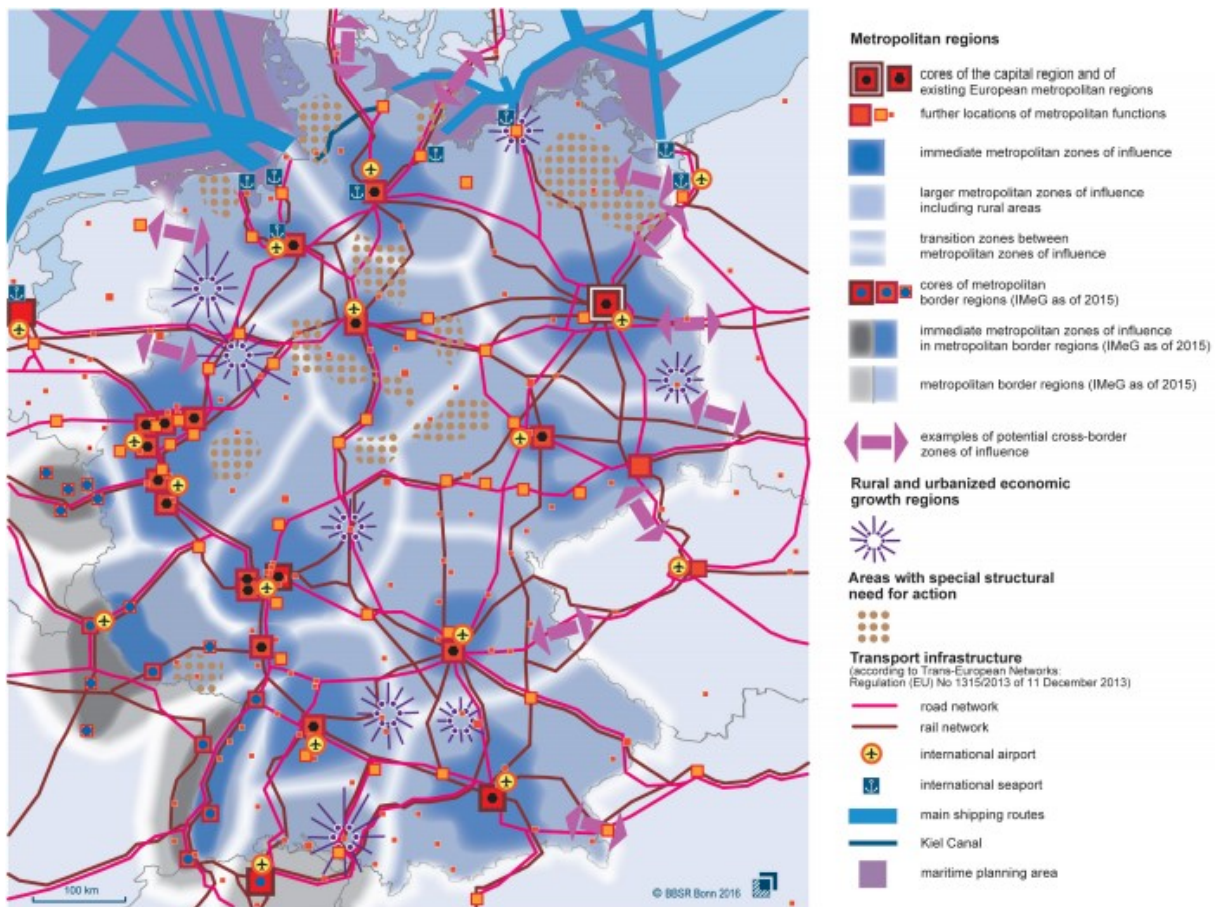 Metropolitan regions
cores of the capital region and of
existing European metropolitan regions
further locations of metropolitan functions
immediate metropolitan zones of influence
larger metropolitan zones of influence
including rural areas
transition zones between
metropolitan zones of influence
cores of metropolitan
border regions (IMeG as of 2015)
immediate metropolitan zones of influence
in metropolitan border regions (IMeG as of 2015)
metropolitan border regions (IMeG as of 2015)
examples of potential cross-border
zones of influence
Rural and urbanized economic
growth regions
Areas with special structural
need for action
Transport infrastructure
(according to Trans-European Networks:
Regulation (EU) No 1315/2013 of 11 December 2013)
road network
rail network
international airport
international seaport
main shipping routes
Kiel Canal
maritime planning area
100 km
© BBSR Bonn 2016